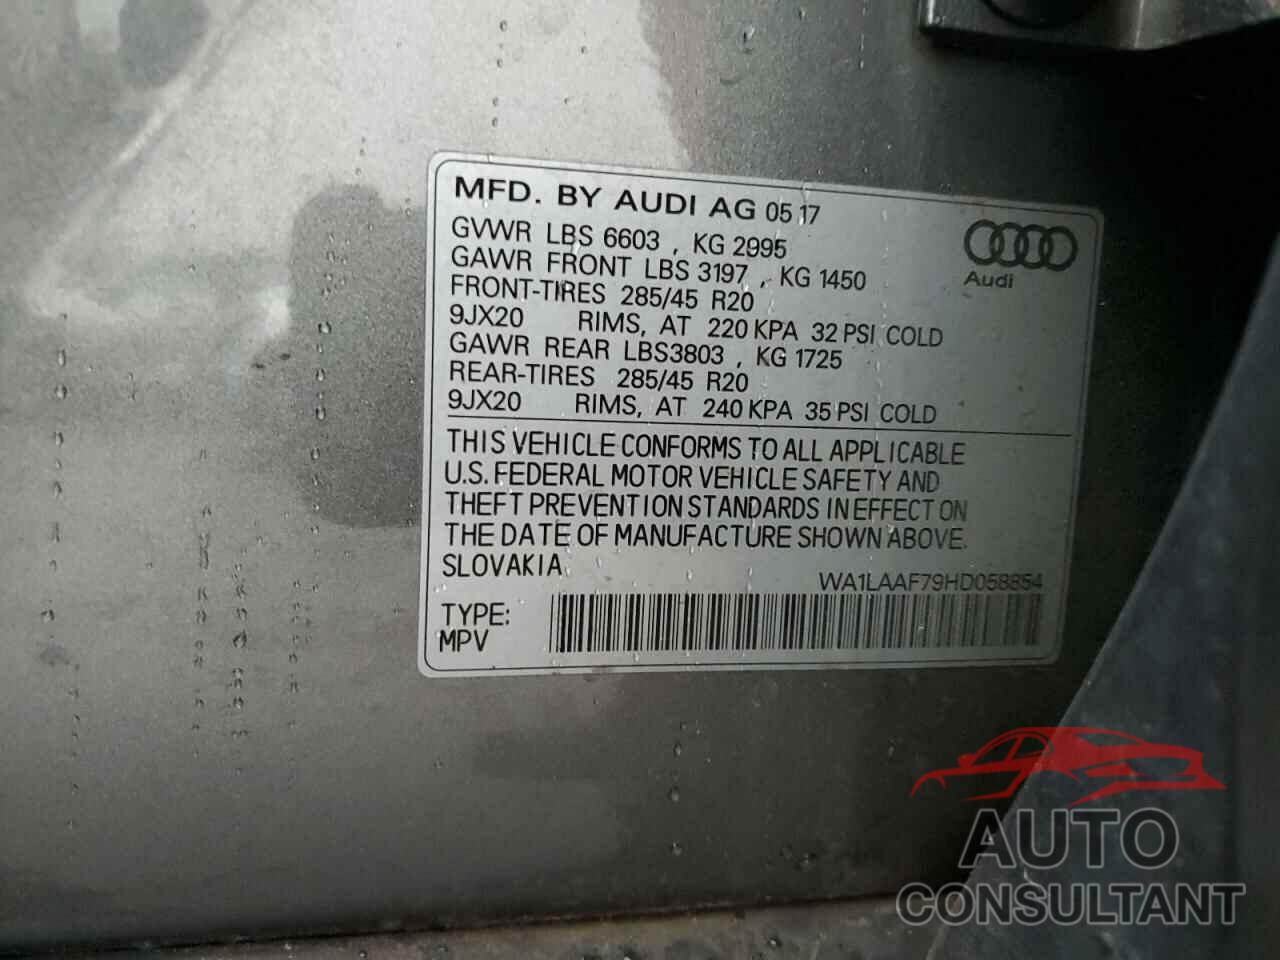 MFD. BY AUDI AG 05 17
GVWR LBS 6603 , KG 2995
GAWR FRONT LBS 3197 , KG 1450
FRONT-TIRES 285/45 R20
9JX20 RIMS, AT 220 KPA 32 PSI COLD
GAWR REAR LBS3803 , KG 1725
REAR-TIRES 285/45 R20
9JX20 RIMS, AT 240 KPA 35 PSI COLD
Audi
THIS VEHICLE CONFORMS TO ALL APPLICABLE
U.S. FEDERAL MOTOR VEHICLE SAFETY AND
THEFT PREVENTION STANDARDS IN EFFECT ON
THE DATE OF MANUFACTURE SHOWN ABOVE.
SLOVAKIA
WA1LAAF79HD058854
TYPE:
MPV
AUTO
CONSULTANT